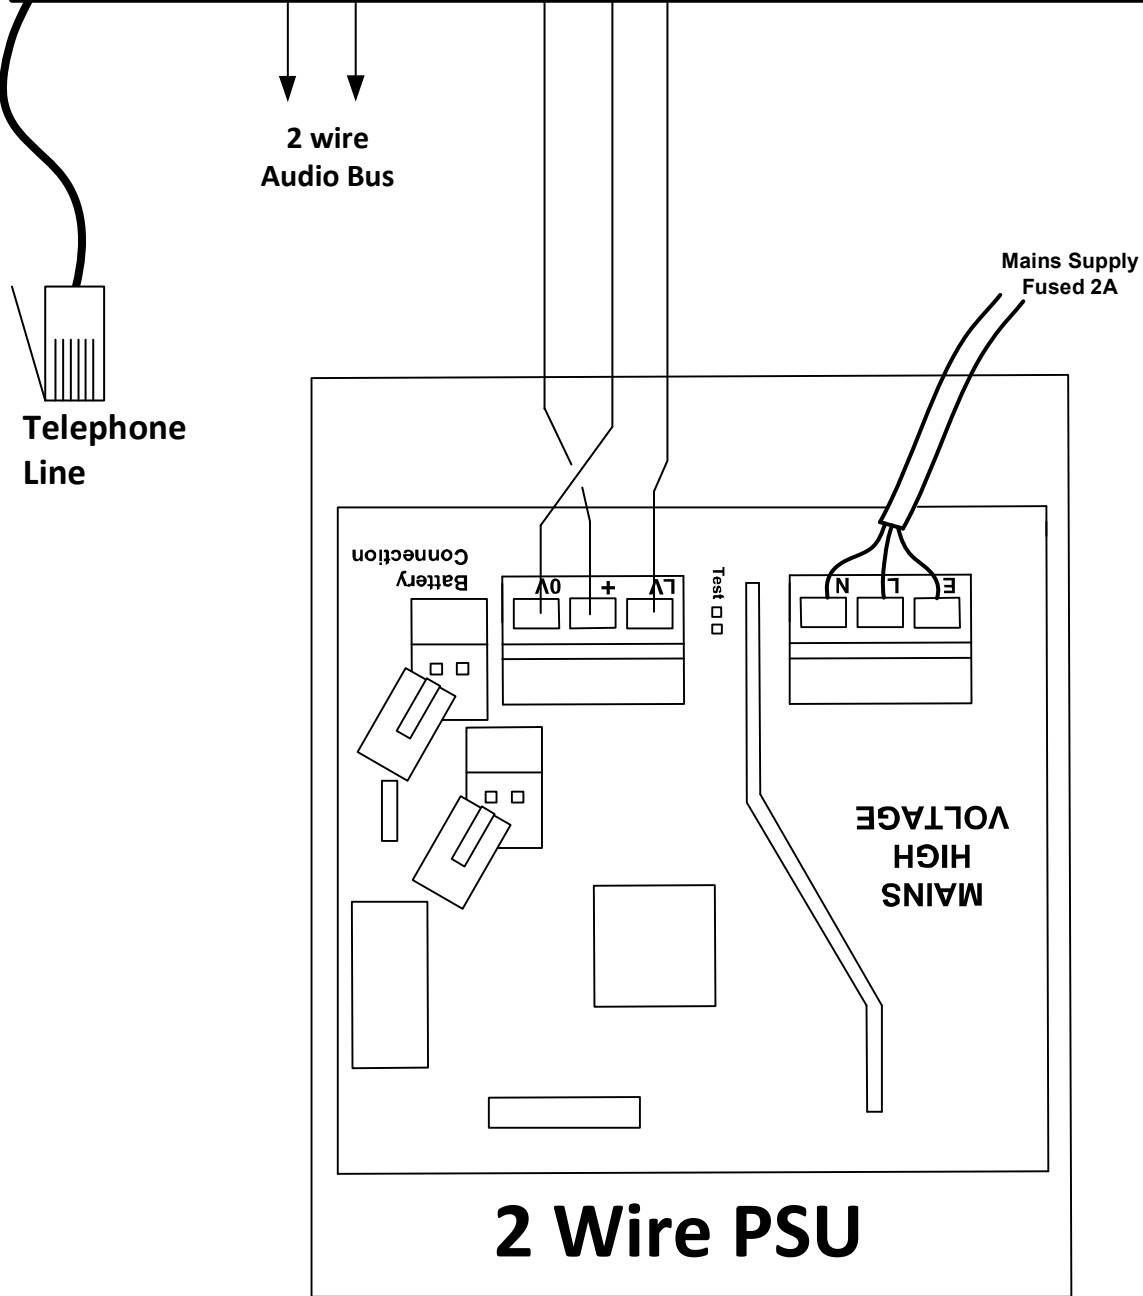 2 wire
Audio Bus
Mains Supply
Fused 2A
Telephone
Line
Battery
Connection
0V
+
LV
Test
N
L
E
MAINS
HIGH
VOLTAGE
2 Wire PSU